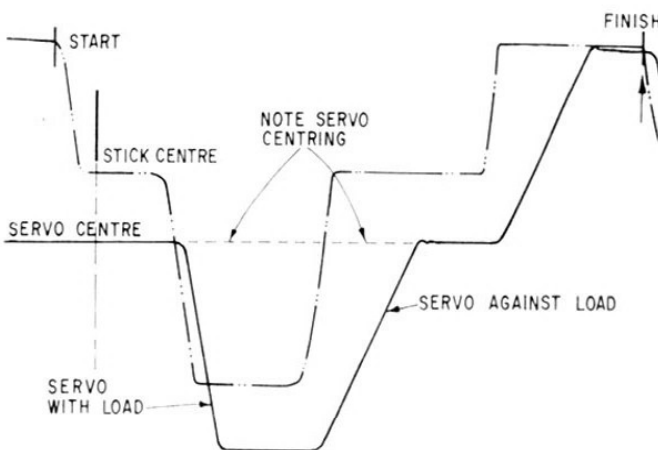 FINISH
START
NOTE SERVO
CENTRING
STICK CENTRE
SERVO CENTRE
SERVO AGAINST LOAD
SERVO
WITH LOAD